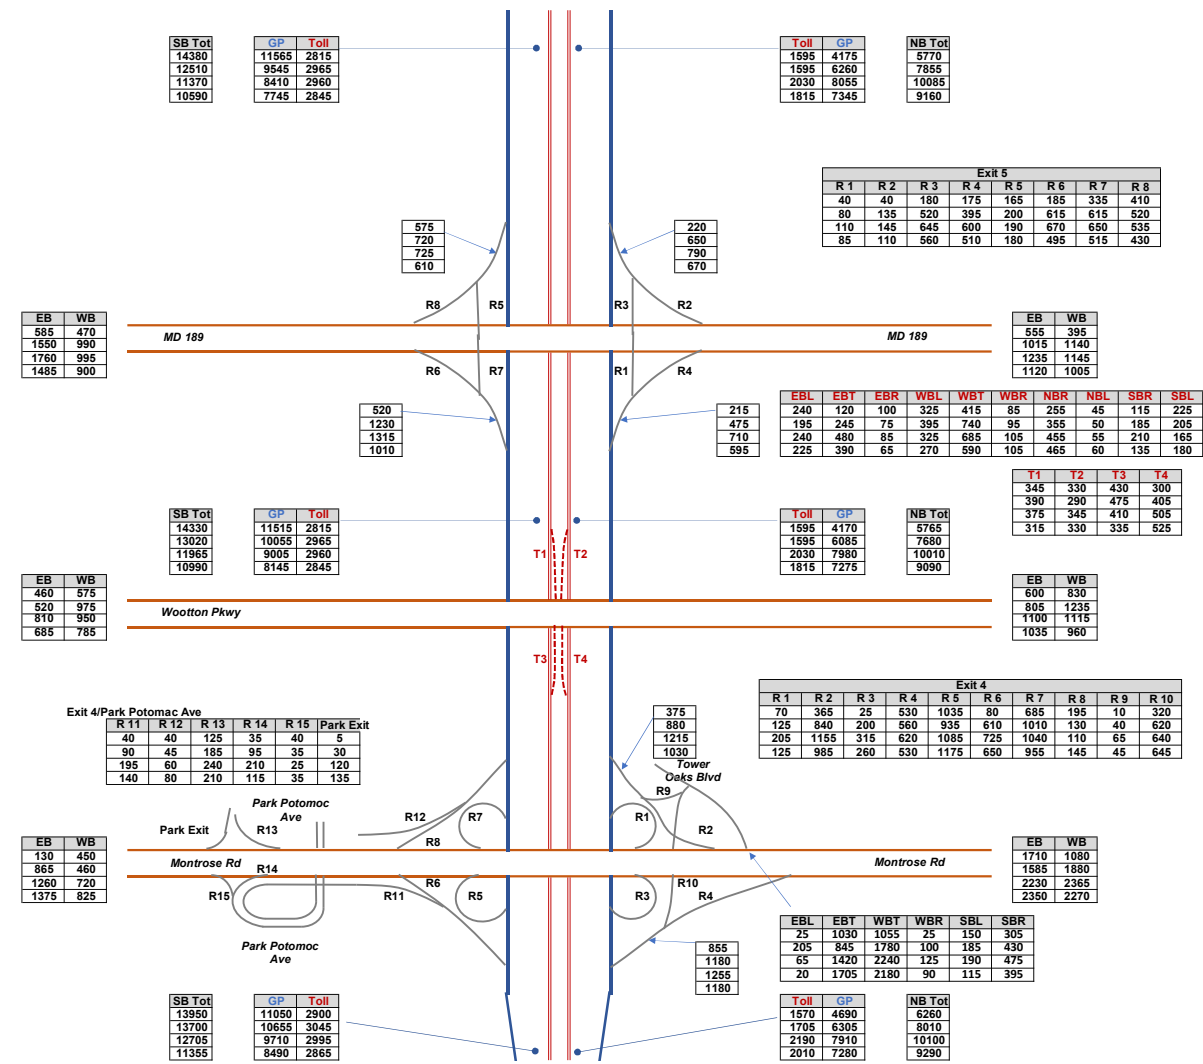 SB Tot GP Toll Toll GP NB Tot
14380 11565 2815 1595 4175 5770
12510 9545 2965 1595 6260 7855
11370 8410 2960 2030 8055 10085
10590 7745 2845 1815 7345 9160
Exit 5
R 1 R 2 R 3 R 4 R 5 R 6 R 7 R 8
40 40 180 175 165 185 335 410
80 135 520 395 200 615 615 520
110 145 645 600 190 670 650 535
85 110 560 510 180 495 515 430
575 220
720 650
725 790
610 670
R8 R5 R3 R2
EB WB EB WB
585 470 MD 189 MD 189 555 395
1550 990 1015 1140
1760 995 1235 1145
1485 900 1120 1005
R6 R7 R1 R4
EBL EBT EBR WBL WBT WBR NBR NBL SBR SBL
240 120 100 325 415 85 255 45 115 225
195 245 75 395 740 95 355 50 185 205
240 480 85 325 685 105 455 55 210 165
225 390 65 270 590 105 465 60 135 180
520 215
1230 475
1315 710
1010 595
T1 T2 T3 T4
345 330 430 300
390 290 475 405
375 345 410 505
315 330 335 525
SB Tot GP Toll Toll GP NB Tot
14330 11515 2815 1595 4170 5765
13020 10055 2965 1595 6085 7680
11965 9005 2960 2030 7980 10010
10990 8145 2845 1815 7275 9090
T1 T2
EB WB EB WB
460 575 600 830
520 975 Wootton Pkwy 805 1235
810 950 1100 1115
685 785 1035 960
T3 T4
Exit 4
R 1 R 2 R 3 R 4 R 5 R 6 R 7 R 8 R 9 R 10
70 365 25 530 1035 80 685 195 10 320
125 840 200 560 935 610 1010 130 40 620
205 1155 315 620 1085 725 1040 110 65 640
125 985 260 530 1175 650 955 145 45 645
Exit 4/Park Potomac Ave
R 11 R 12 R 13 R 14 R 15 Park Exit
40 40 125 35 40 5
90 45 185 95 35 30
195 60 240 210 25 120
140 80 210 115 35 135
375
880
1215
1030
Tower
Oaks Blvd
R9
Park Potomoc
Ave
R12 R7 R1
Park Exit R13 R8 R2
EB WB EB WB
130 450 Montrose Rd Montrose Rd 1710 1080
865 460 R14 1585 1880
1260 720 2230 2365
1375 825 2350 2270
R15 R11 R6 R5 R3 R10 R4
EBL EBT WBT WBR SBL SBR
25 1030 1055 25 150 305
205 845 1780 100 185 430
65 1420 2240 125 190 475
20 1705 2180 90 115 395
Park Potomoc
Ave
855
1180
1255
1180
SB Tot GP Toll Toll GP NB Tot
13950 11050 2900 1570 4690 6260
13700 10655 3045 1705 6305 8010
12705 9710 2995 2190 7910 10100
11355 8490 2865 2010 7280 9290